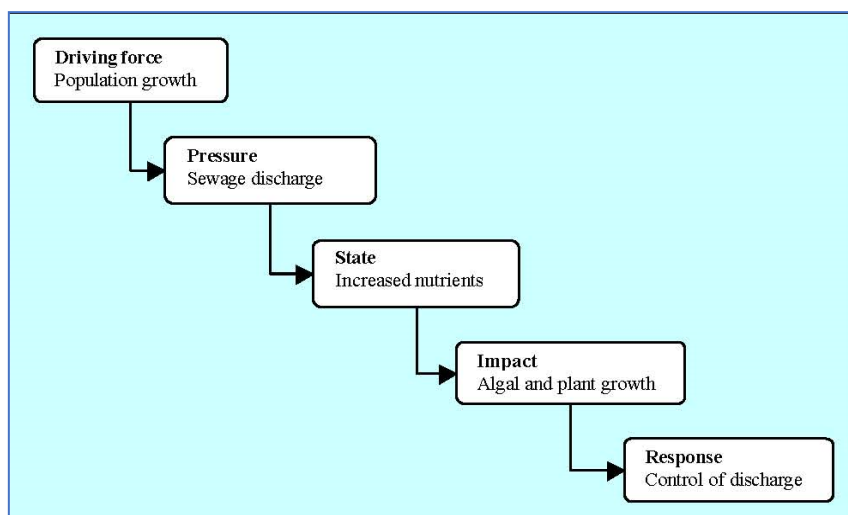 Driving force
Population growth
Pressure
Sewage discharge
State
Increased nutrients
Impact
Algal and plant growth
Response
Control of discharge